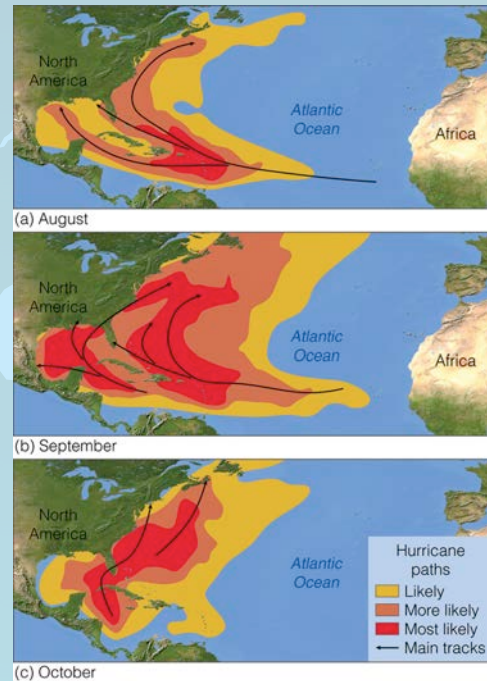 North
America
Atlantic
Ocean
Africa
(a) August
North
America
Atlantic
Ocean
Africa
(b) September
North
America
Atlantic
Ocean
Hurricane
paths
Likely
More likely
Most likely
Main tracks
(c) October